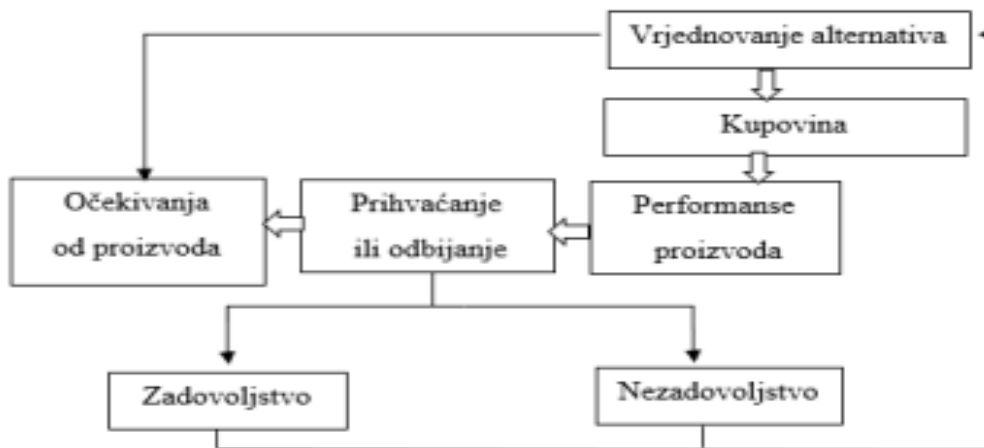 Vrjednovanje alternativa
Kupovina
Očekivanja
od proizvoda
Prihvaćanje
ili odbijanje
Performanse
proizvoda
Zadovoljstvo
Nezadovoljstvo